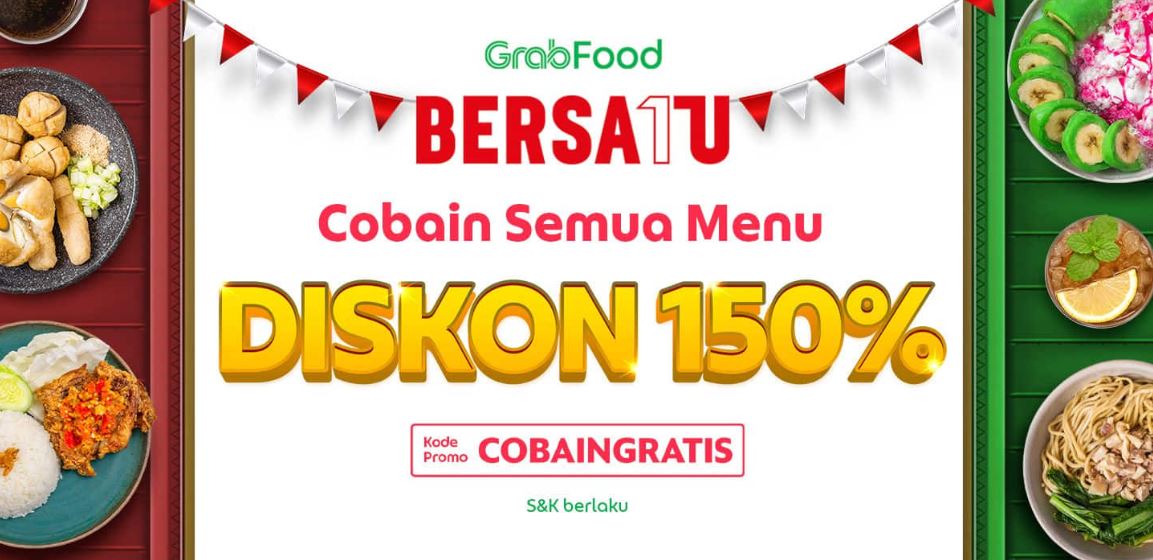 GrabFood
BERSA1U
Cobain Semua Menu
DISKON 150%
Kode
Promo
COBAINGRATIS
S&K berlaku